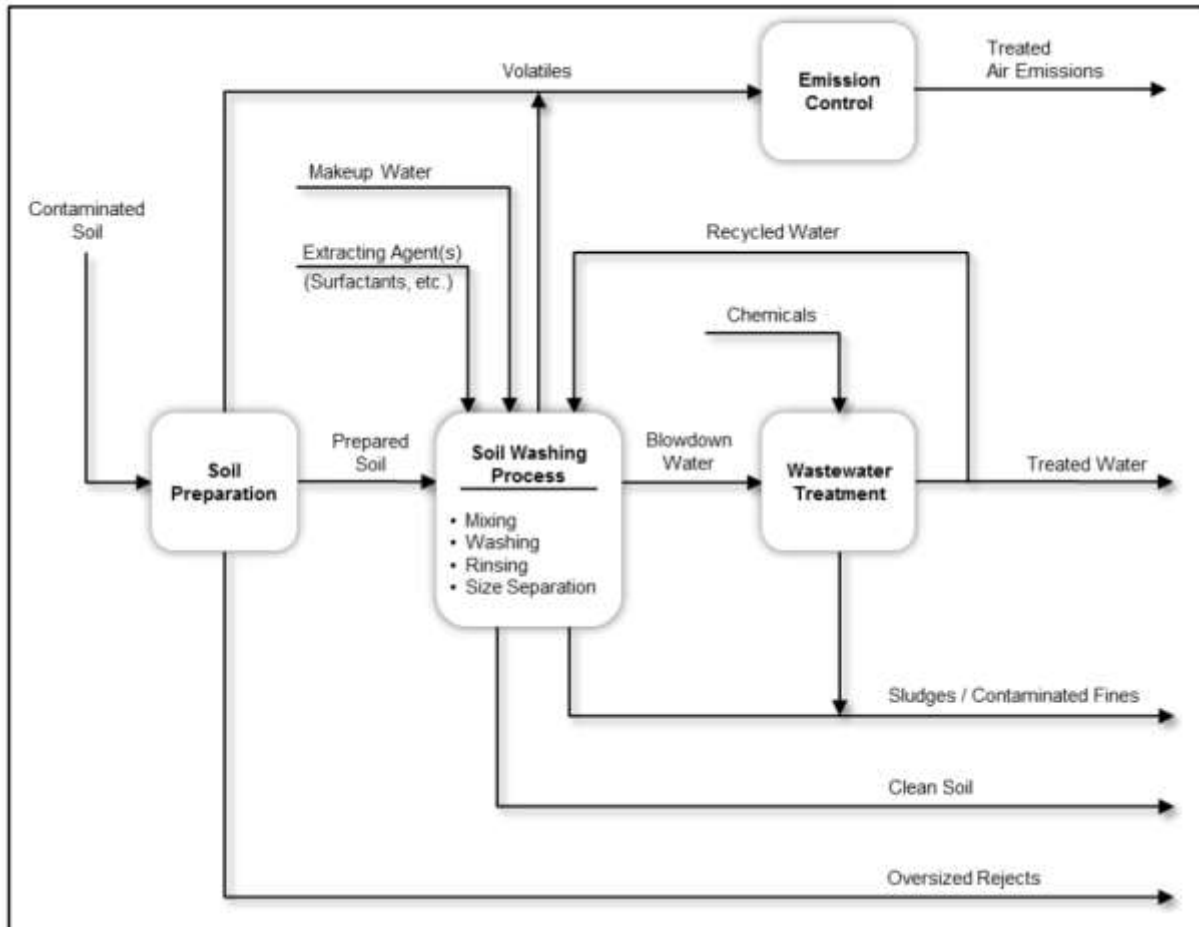 Volatiles
Emission
Control
Treated
Air Emissions
Makeup Water
Contaminated
Soil
Extracting Agent(s)
(Surfactants, etc.)
Recycled Water
Chemicals
Soil
Preparation
Prepared
Soil
Soil Washing
Process
• Mixing
• Washing
• Rinsing
• Size Separation
Blowdown
Water
Wastewater
Treatment
Treated Water
Sludges / Contaminated Fines
Clean Soil
Oversized Rejects